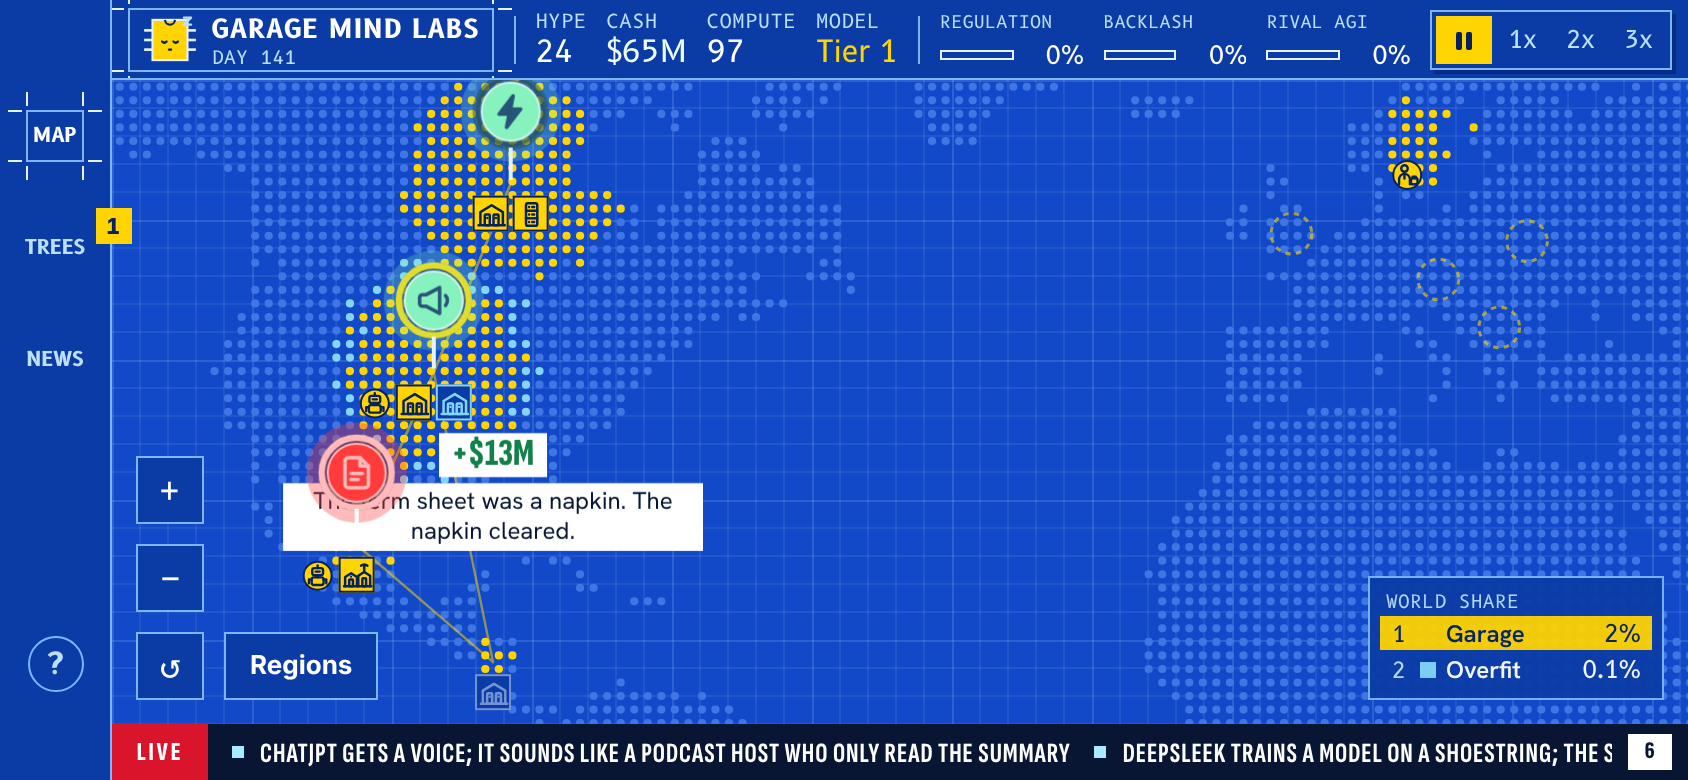 GARAGE MIND LABS
DAY 141
HYPE
24
CASH
$65M
COMPUTE
97
MODEL
Tier 1
REGULATION
0%
BACKLASH
0%
RIVAL AGI
0%
1x
2x
3x
MAP
1
TREES
NEWS
+$13M
sheet was a napkin. The
napkin cleared.
+
−
?
Regions
WORLD SHARE
1 Garage 2%
2 Overfit 0.1%
LIVE
CHATJPT GETS A VOICE; IT SOUNDS LIKE A PODCAST HOST WHO ONLY READ THE SUMMARY
DEEPSLEEK TRAINS A MODEL ON A SHOESTRING; THE
6